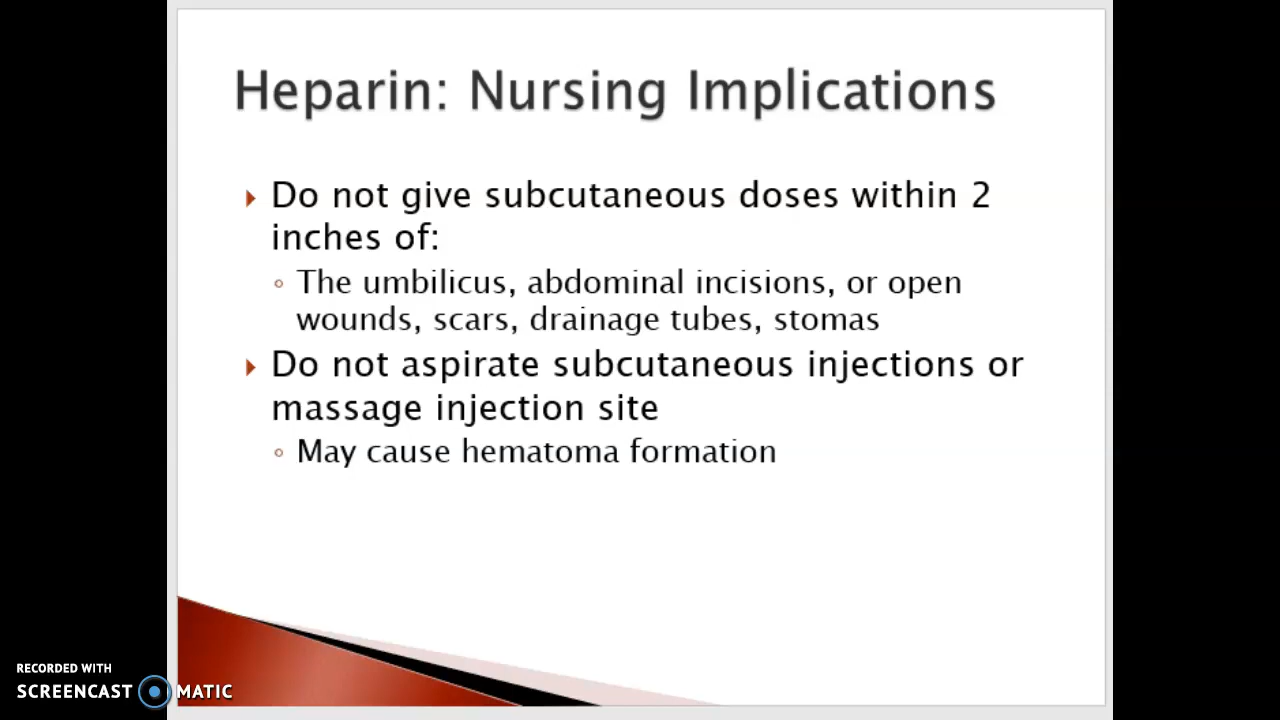 Heparin: Nursing Implications
Do not give subcutaneous doses within 2
inches of:
The umbilicus, abdominal incisions, or open
wounds, scars, drainage tubes, stomas
Do not aspirate subcutaneous injections or
massage injection site
May cause hematoma formation
RECORDED WITH
SCREENCAST MATIC